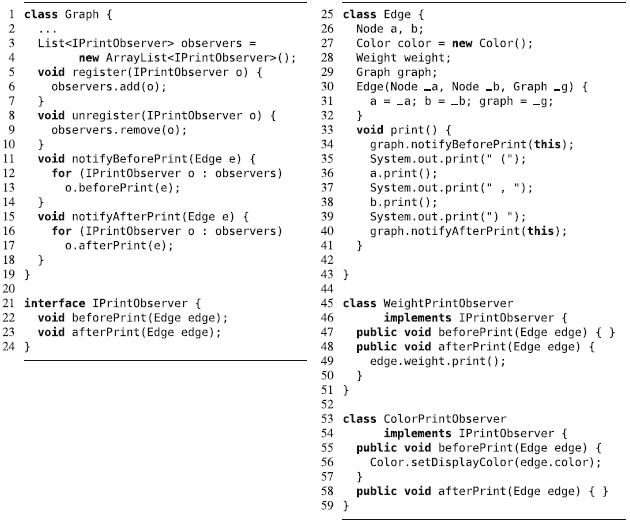 1 class Graph {
2   ...
3   List<IPrintObserver> observers =
4         new ArrayList<IPrintObserver>();
5   void register(IPrintObserver o) {
6     observers.add(o);
7   }
8   void unregister(IPrintObserver o) {
9     observers.remove(o);
10   }
11   void notifyBeforePrint(Edge e) {
12     for (IPrintObserver o : observers)
13       o.beforePrint(e);
14   }
15   void notifyAfterPrint(Edge e) {
16     for (IPrintObserver o : observers)
17       o.afterPrint(e);
18   }
19 }
20
21 interface IPrintObserver {
22   void beforePrint(Edge edge);
23   void afterPrint(Edge edge);
24 }
25 class Edge {
26   Node a, b;
27   Color color = new Color();
28   Weight weight;
29   Graph graph;
30   Edge(Node _a, Node _b, Graph _g) {
31     a = _a; b = _b; graph = _g;
32   }
33   void print() {
34     graph.notifyBeforePrint(this);
35     System.out.print(" (");
36     a.print();
37     System.out.print(" , ");
38     b.print();
39     System.out.print(") ");
40     graph.notifyAfterPrint(this);
41   }
42
43 }
44
45 class WeightPrintObserver
46       implements IPrintObserver {
47   public void beforePrint(Edge edge) { }
48   public void afterPrint(Edge edge) {
49     edge.weight.print();
50   }
51 }
52
53 class ColorPrintObserver
54       implements IPrintObserver {
55   public void beforePrint(Edge edge) {
56     Color.setDisplayColor(edge.color);
57   }
58   public void afterPrint(Edge edge) { }
59 }